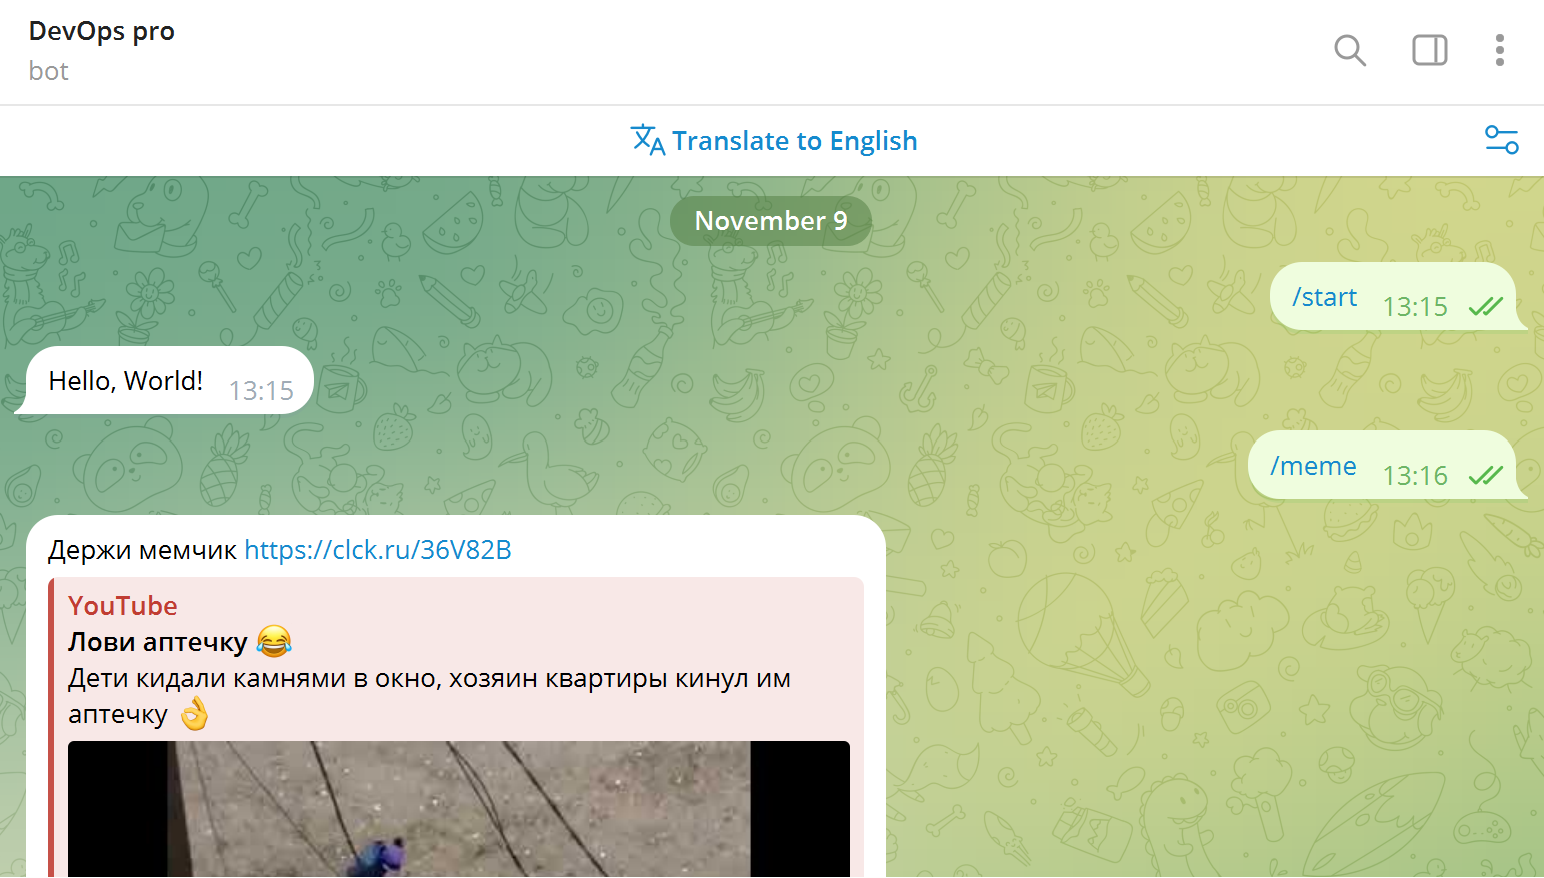 DevOps pro
bot
Translate to English
November 9
/start 13:15
Hello, World! 13:15
/meme 13:16
Держи мемчик https://clck.ru/36V82B
YouTube
Лови аптечку 😂
Дети кидали камнями в окно, хозяин квартиры кинул им
аптечку 👌